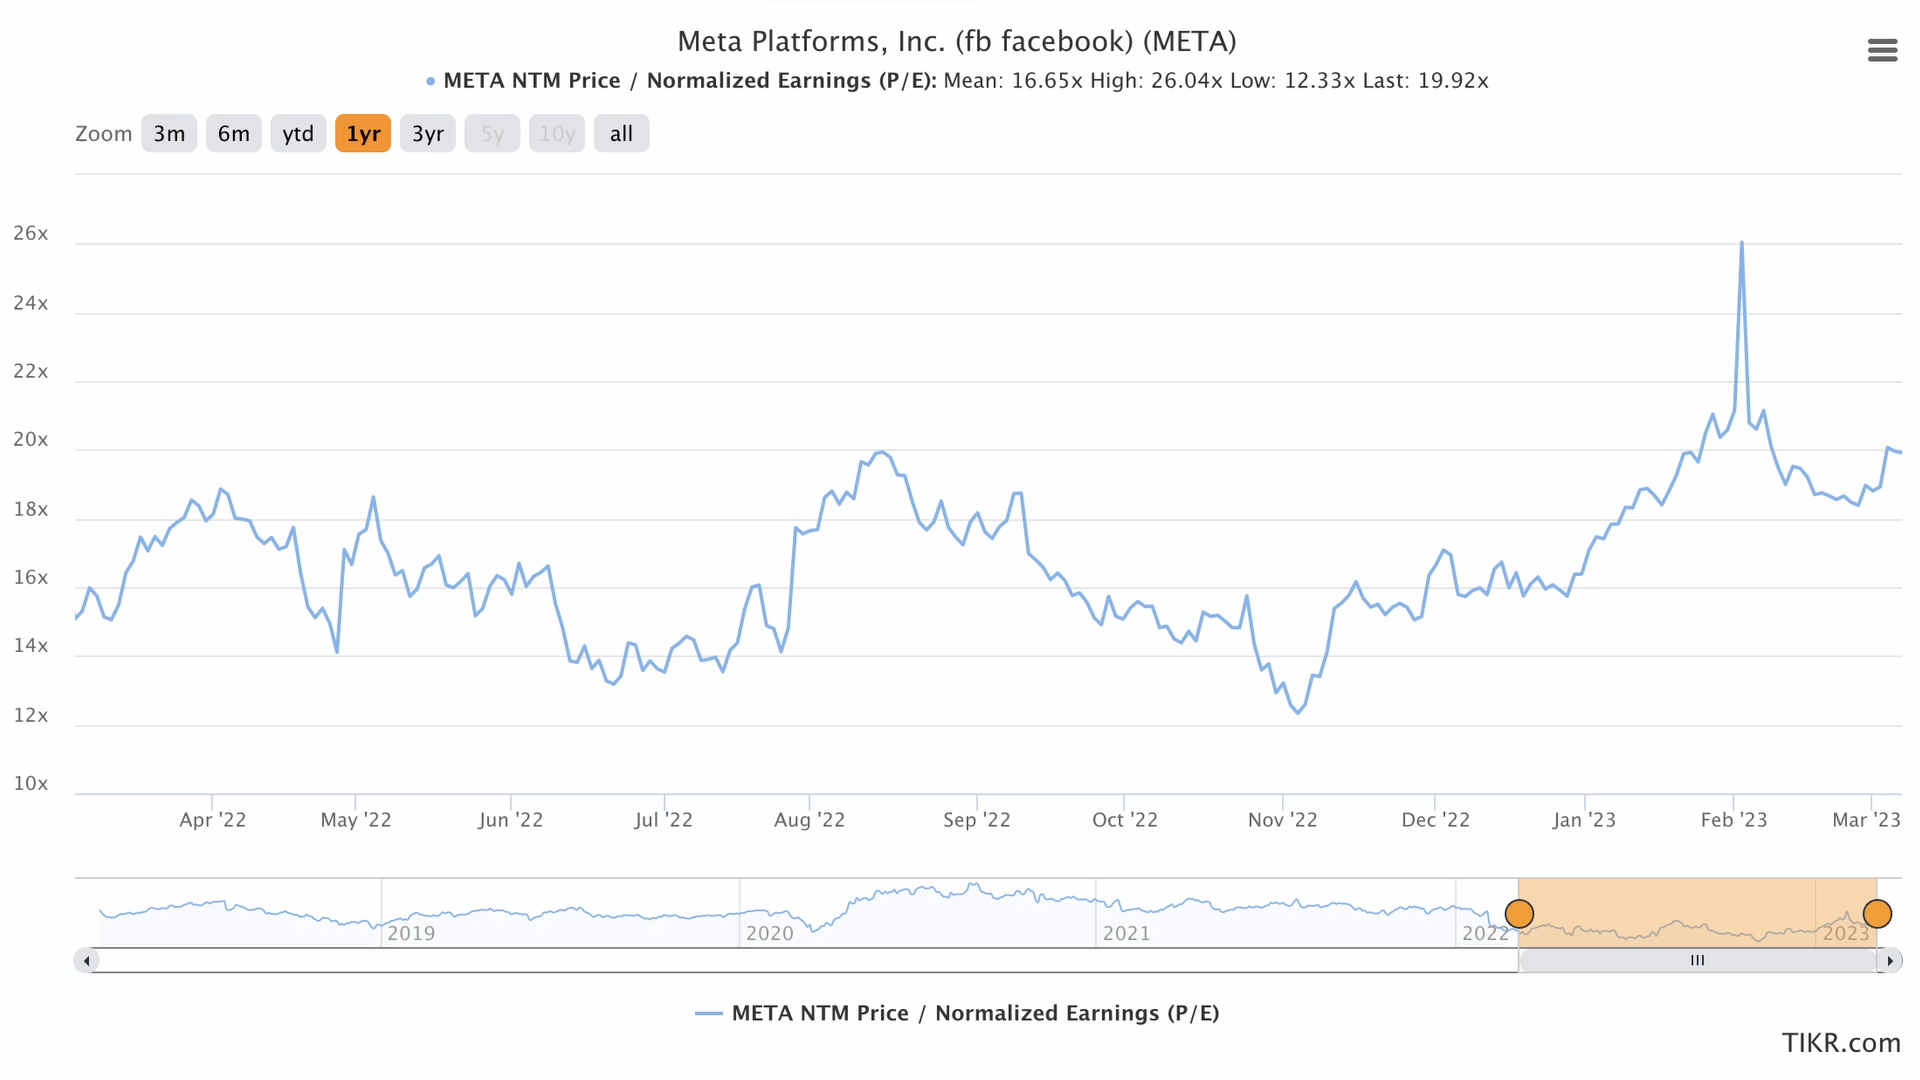 Meta Platforms, Inc. (fb facebook) (META)
META NTM Price / Normalized Earnings (P/E): Mean: 16.65x High: 26.04x Low: 12.33x Last: 19.92x
Zoom 3m 6m ytd 1yr 3yr 5y 10y all
26x
24x
22x
20x
18x
16x
14x
12x
10x
Apr '22 May '22 Jun '22 Jul '22 Aug '22 Sep '22 Oct '22 Nov '22 Dec '22 Jan '23 Feb '23 Mar '23
2019 2020 2021 2022 2023
META NTM Price / Normalized Earnings (P/E)
TIKR.com